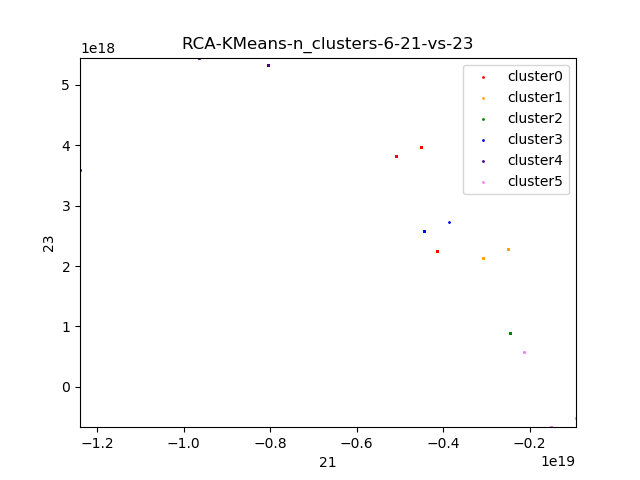 RCA-KMeans-n_clusters-6-21-vs-23
1e18
5
4
3
2
1
0
23
−1.2
−1.0
−0.8
−0.6
−0.4
−0.2
21
1e19
cluster0
cluster1
cluster2
cluster3
cluster4
cluster5